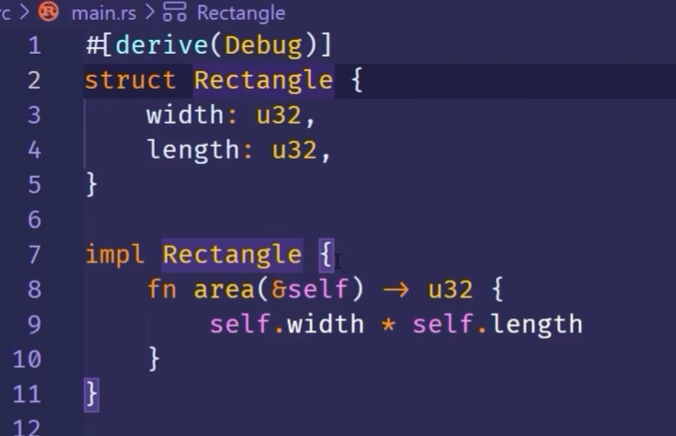 rc > main.rs > Rectangle
1 #[derive(Debug)]
2 struct Rectangle {
3     width: u32,
4     length: u32,
5 }
6
7 impl Rectangle {
8     fn area(&self) -> u32 {
9         self.width * self.length
10     }
11 }
12